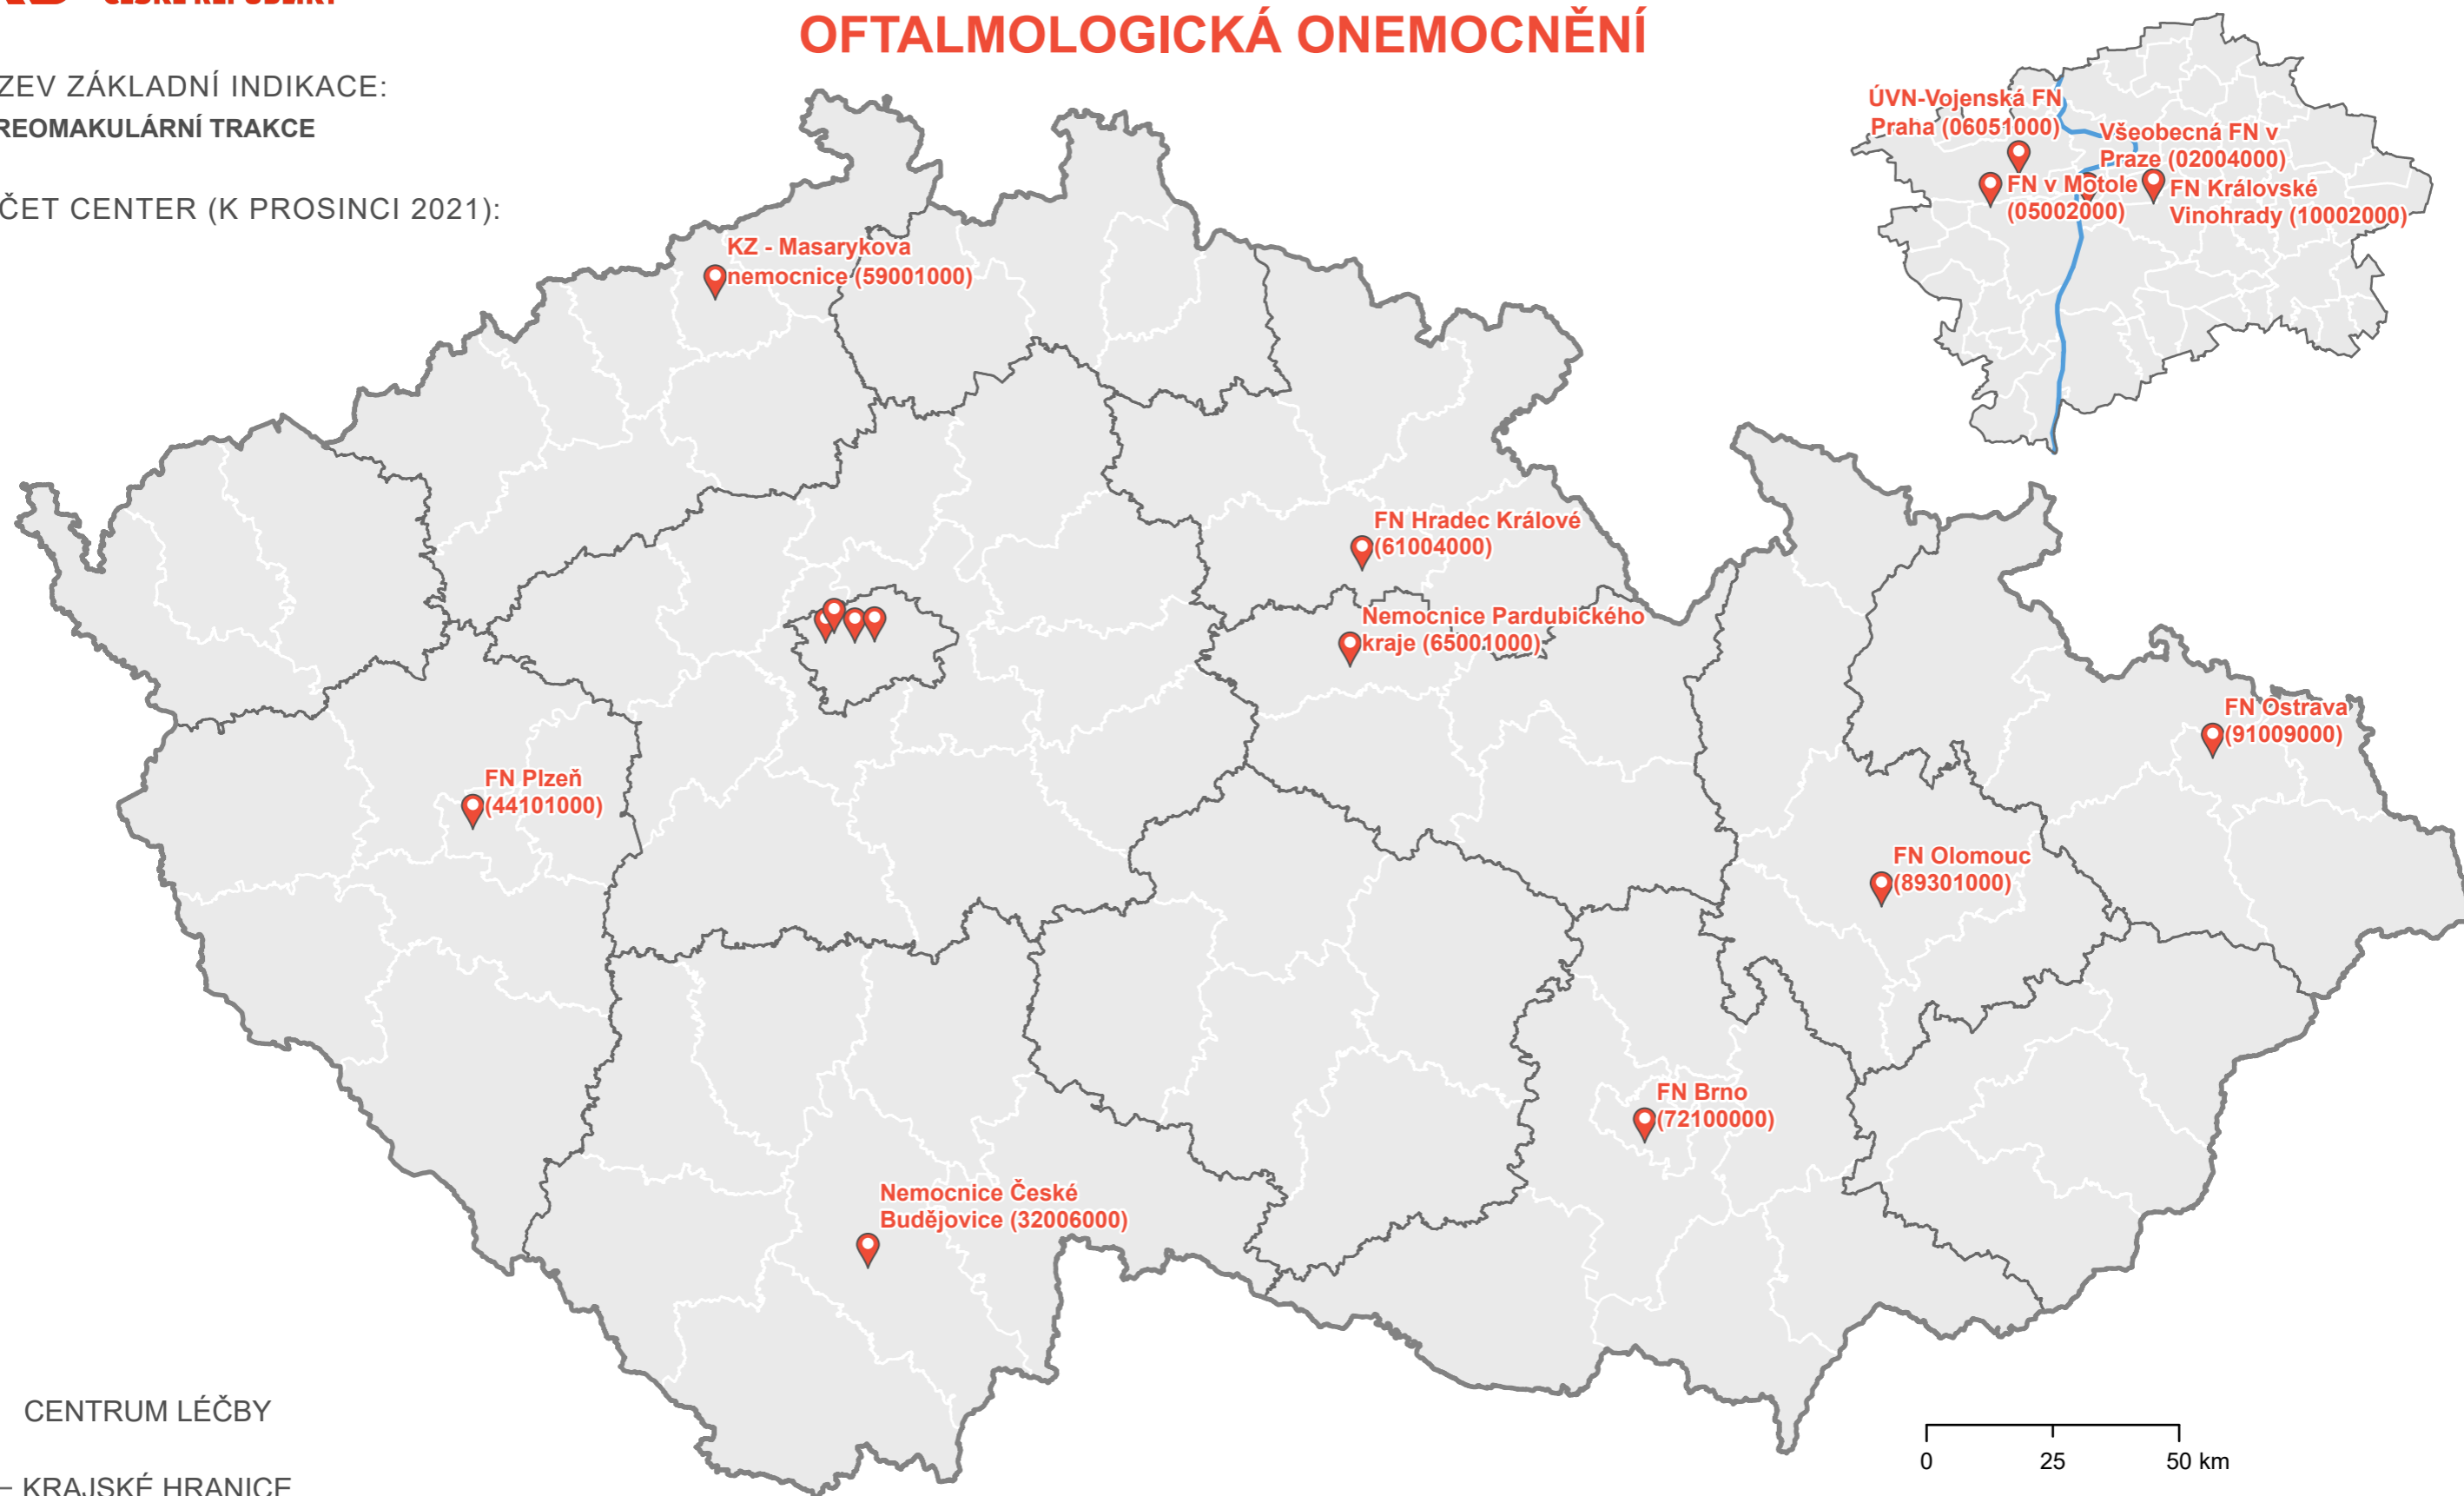 ČESKÉ REPUBLIKY
OFTALMOLOGICKÁ ONEMOCNĚNÍ
ZEV ZÁKLADNÍ INDIKACE:
REOMAKULÁRNÍ TRAKCE
ČET CENTER (K PROSINCI 2021):
ÚVN-Vojenská FN
Praha (06051000)
Všeobecná FN v
Praze (02004000)
FN v Motole
(05002000)
FN Královské
Vinohrady (10002000)
KZ - Masarykova
nemocnice (59001000)
FN Hradec Králové
(61004000)
Nemocnice Pardubického
kraje (65001000)
FN Ostrava
(91009000)
FN Plzeň
(44101000)
FN Olomouc
(89301000)
FN Brno
(72100000)
Nemocnice České
Budějovice (32006000)
CENTRUM LÉČBY
KRAJSKÉ HRANICE
0 25 50 km